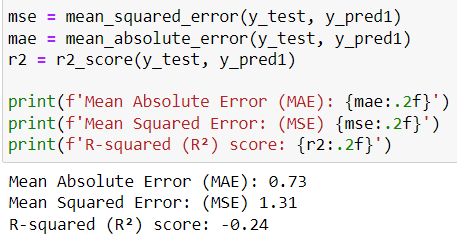 mse = mean_squared_error(y_test, y_pred1)
mae = mean_absolute_error(y_test, y_pred1)
r2 = r2_score(y_test, y_pred1)
print(f'Mean Absolute Error (MAE): {mae:.2f}')
print(f'Mean Squared Error: (MSE) {mse:.2f}')
print(f'R-squared (R²) score: {r2:.2f}')
Mean Absolute Error (MAE): 0.73
Mean Squared Error: (MSE) 1.31
R-squared (R²) score: -0.24